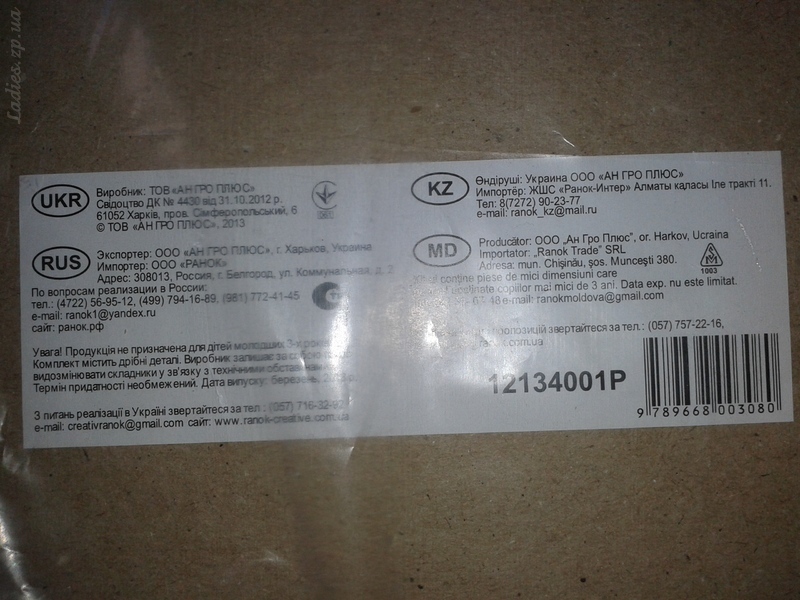 Ladies.zp.ua
UKR
Виробник: ТОВ «АН ГРО ПЛЮС»
Свідоцтво ДК № 4430 від 31.10.2012 р.
61052 Харків, пров. Сімферопольський, 6
© ТОВ «АН ГРО ПЛЮС», 2013
RUS
Экспортер: ООО «АН ГРО ПЛЮС», г. Харьков, Украина
Импортер: ООО «РАНОК»
Адрес: 308013, Россия, г. Белгород, ул. Коммунальная, д. 2
По вопросам реализации в России:
тел.: (4722) 56-95-12, (499) 794-16-89, (981) 772-41-45
e-mail: ranok1@yandex.ru
сайт: ранок.рф
Увага! Продукція не призначена для дітей молодших 3-х років
Комплект містить дрібні деталі. Виробник залишає за собою
видозмінювати складники у зв'язку з технічними
Термін придатності необмежений. Дата випуску: березень,
З питань реалізації в Україні звертайтеся за тел.: (057) 716-32-
e-mail: creativranok@gmail.com сайт: www.ranok-creative.com.ua
KZ
Өндіруші: Украина ООО «АН ГРО ПЛЮС»
Импортёр: ЖШС «Ранок-Интер» Алматы қаласы Іле тракті 11.
Тел: 8(7272) 90-23-77
e-mail: ranok_kz@mail.ru
MD
Producător: ООО „Ан Гро Плюс", or. Harkov, Ucraina
Importator: „Ranok Trade" SRL
Adresa: mun. Chişinău, şos. Munceşti 380.
conţine piese de mici dimensiuni care
copiilor mai mici de 3 ani. Data exp. nu este limitat.
e-mail: ranokmoldova@gmail.com
1003
звертайтеся за тел.: (057) 757-22-16,
ranok.com.ua
12134001Р
9 789668 003080